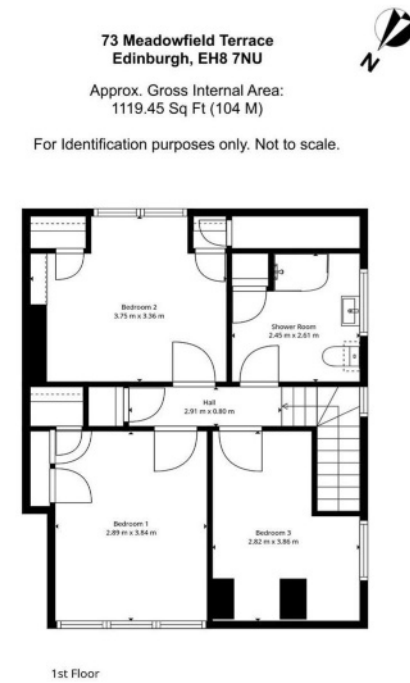 73 Meadowfield Terrace
Edinburgh, EH8 7NU
N
Approx. Gross Internal Area:
1119.45 Sq Ft (104 M)
For Identification purposes only. Not to scale.
Bedroom 2
3.75 m x 3.36 m
Shower Room
2.45 m x 2.61 m
Hall
2.91 m x 0.80 m
Bedroom 1
2.89 m x 3.84 m
Bedroom 3
2.82 m x 3.86 m
1st Floor